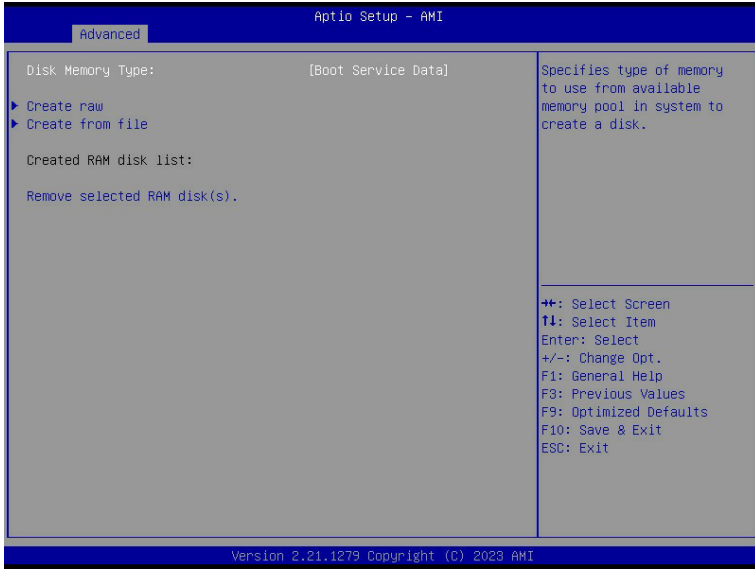 Aptio Setup - AMI
Advanced
Disk Memory Type: [Boot Service Data]
Create raw
Create from file
Created RAM disk list:
Remove selected RAM disk(s).
Specifies type of memory
to use from available
memory pool in system to
create a disk.
→←: Select Screen
↑↓: Select Item
Enter: Select
+/-: Change Opt.
F1: General Help
F3: Previous Values
F9: Optimized Defaults
F10: Save & Exit
ESC: Exit
Version 2.21.1279 Copyright (C) 2023 AMI